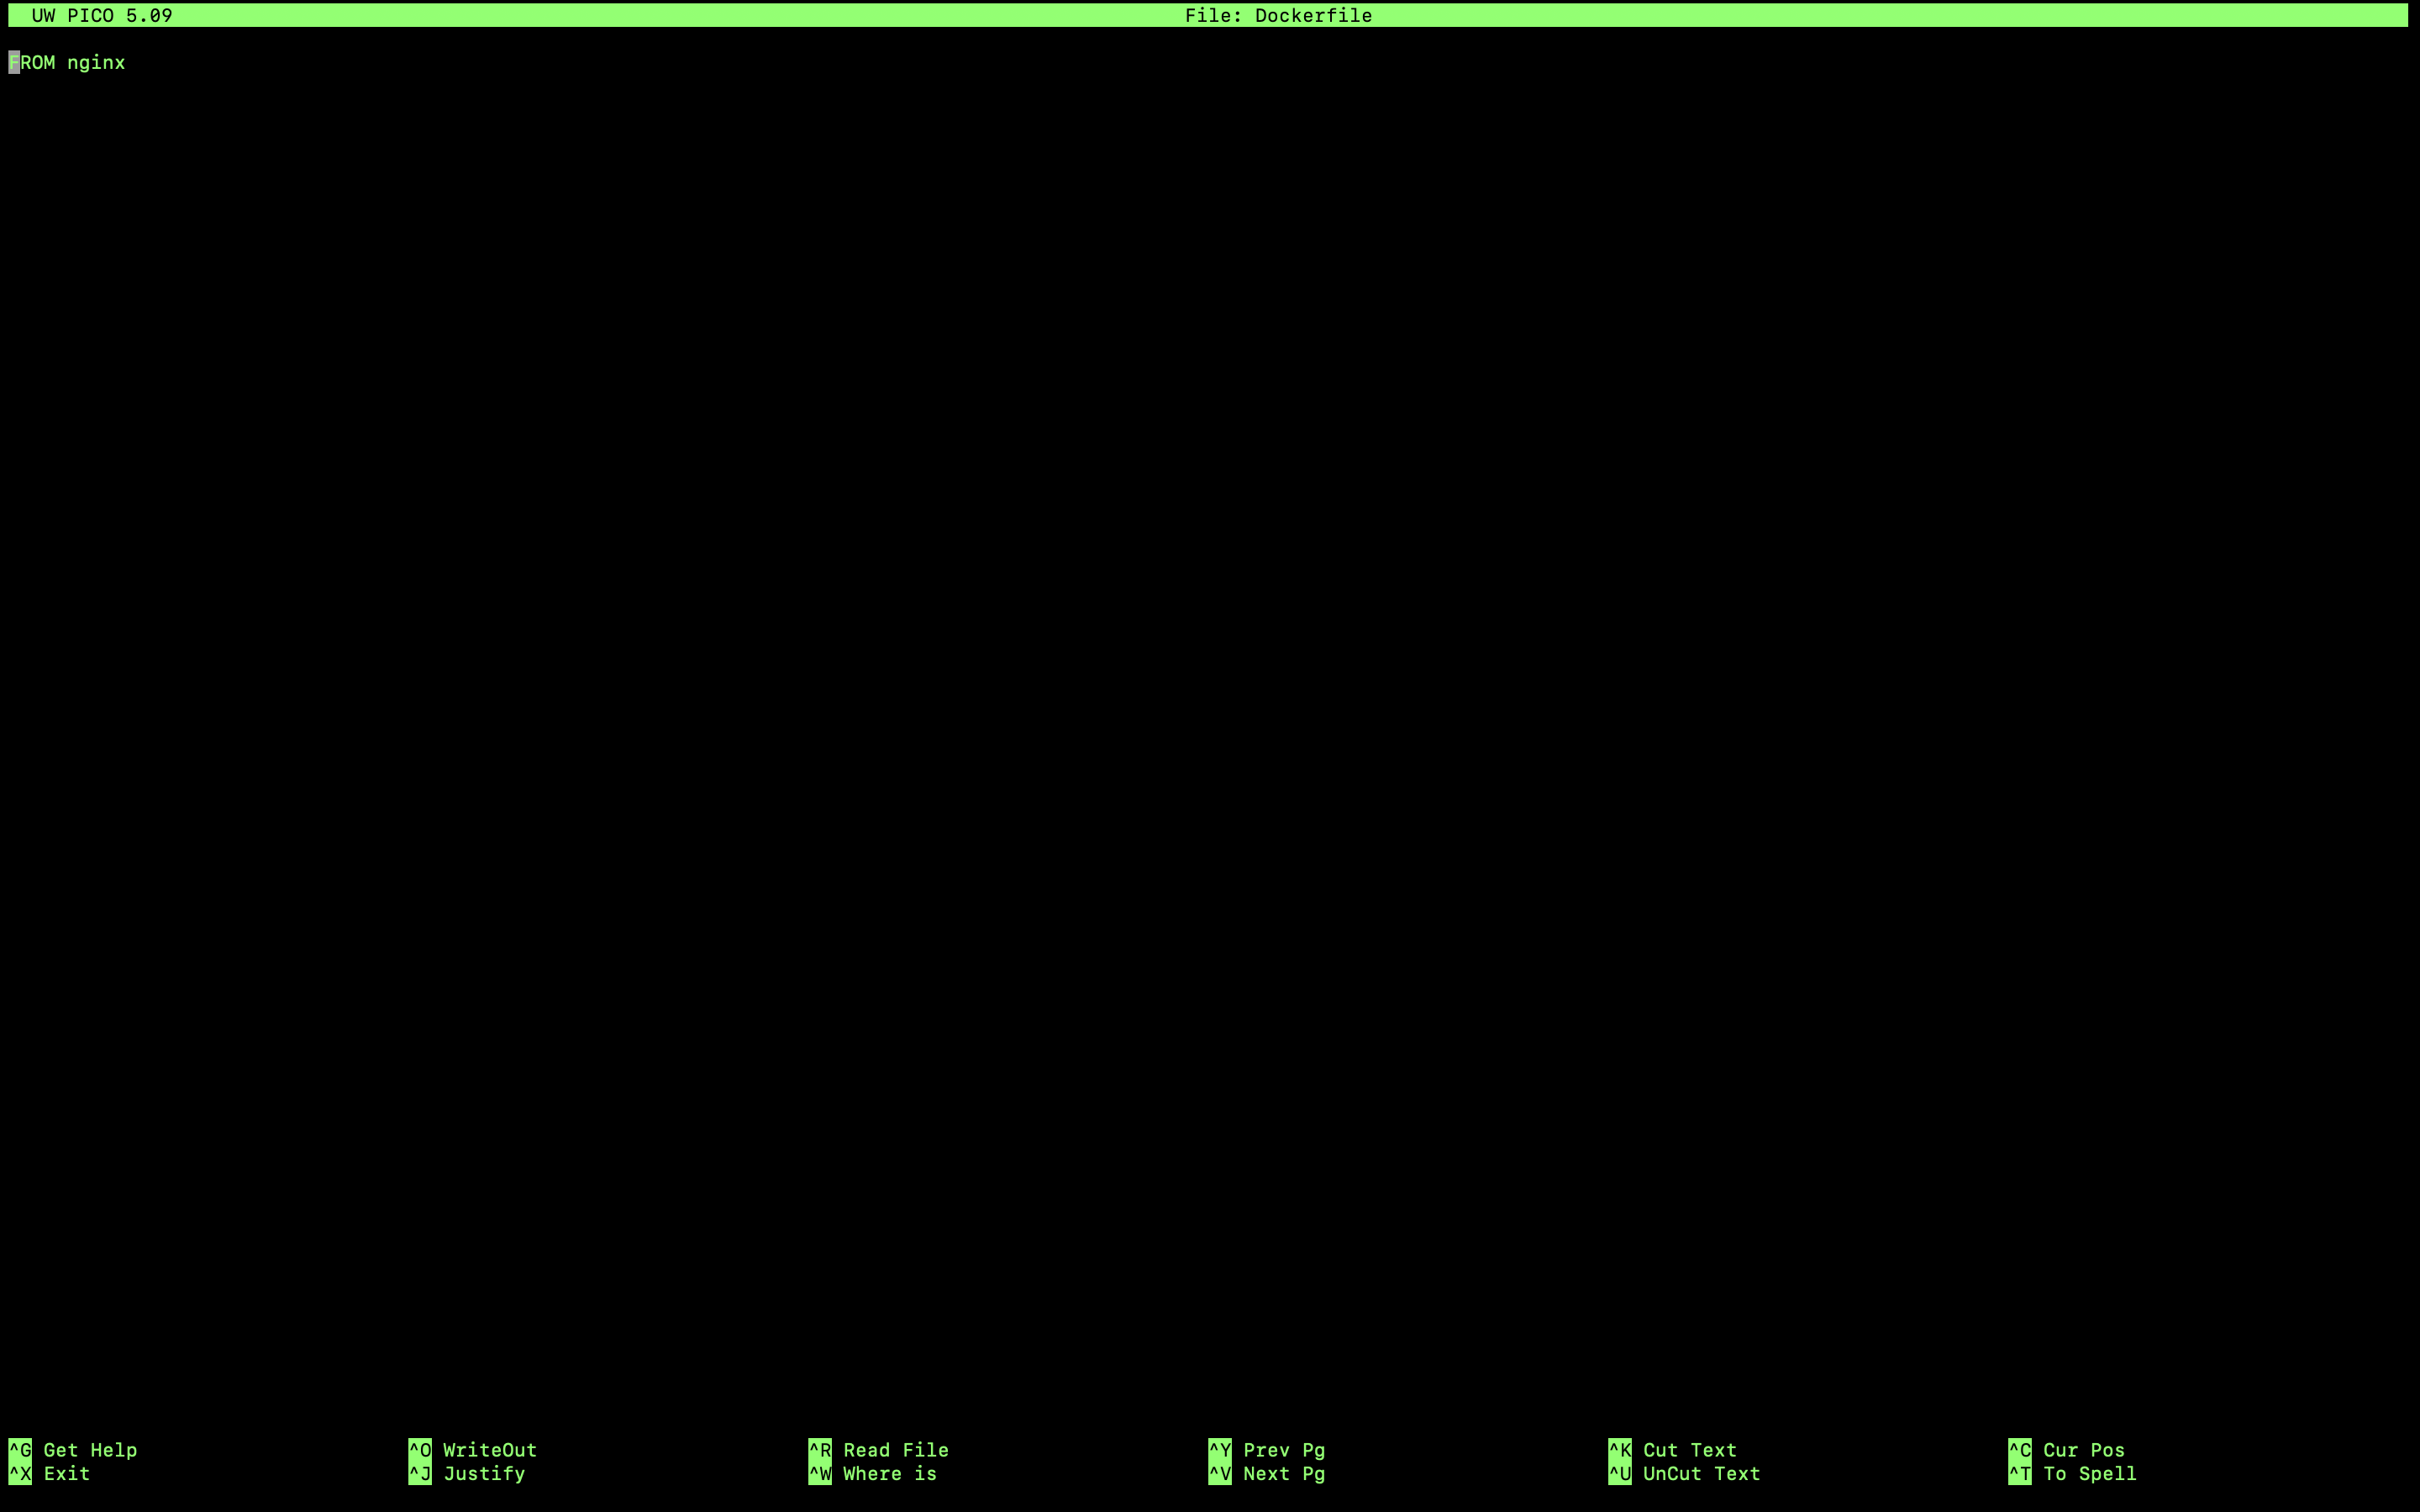 UW PICO 5.09 File: Dockerfile
FROM nginx
^G Get Help ^O WriteOut ^R Read File ^Y Prev Pg ^K Cut Text ^C Cur Pos
^X Exit ^J Justify ^W Where is ^V Next Pg ^U UnCut Text ^T To Spell